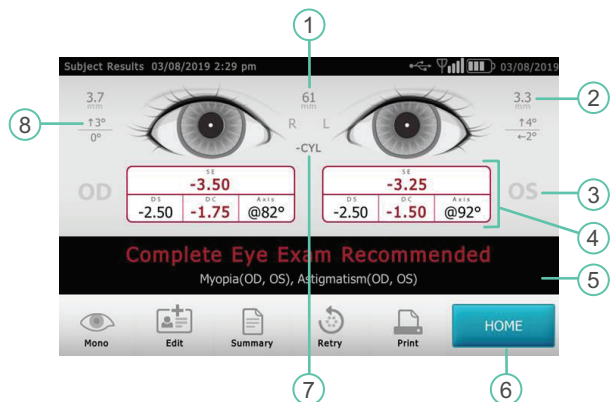 1
Subject Results 03/08/2019 2:29 pm
03/08/2019
3.7
mm
61
mm
3.3
mm
2
8
↑3°
0°
R L
↑4°
←2°
-CYL
OD
SE
-3.50
DS DC Axis
-2.50 -1.75 @82°
SE
-3.25
DS DC Axis
-2.50 -1.50 @92°
OS
3
4
Complete Eye Exam Recommended
Myopia(OD, OS), Astigmatism(OD, OS)
5
Mono
Edit
Summary
Retry
Print
HOME
7
6